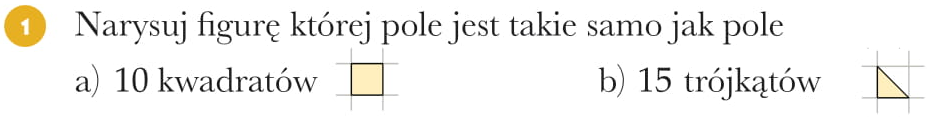 1 Narysuj figurę której pole jest takie samo jak pole
a) 10 kwadratów b) 15 trójkątów